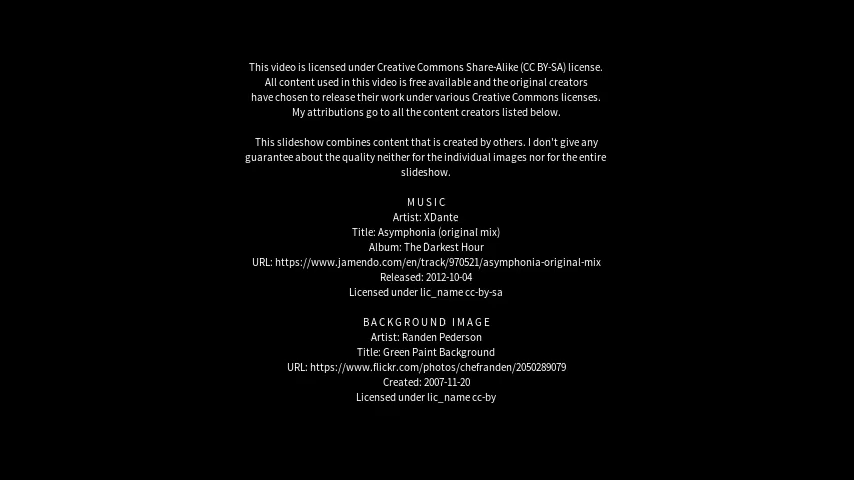 This video is licensed under Creative Commons Share-Alike (CC BY-SA) license.
All content used in this video is free available and the original creators
have chosen to release their work under various Creative Commons licenses.
My attributions go to all the content creators listed below.
This slideshow combines content that is created by others. I don't give any
guarantee about the quality neither for the individual images nor for the entire
slideshow.
MUSIC
Artist: XDante
Title: Asymphonia (original mix)
Album: The Darkest Hour
URL: https://www.jamendo.com/en/track/970521/asymphonia-original-mix
Released: 2012-10-04
Licensed under lic_name cc-by-sa
BACKGROUND IMAGE
Artist: Randen Pederson
Title: Green Paint Background
URL: https://www.flickr.com/photos/chefranden/2050289079
Created: 2007-11-20
Licensed under lic_name cc-by